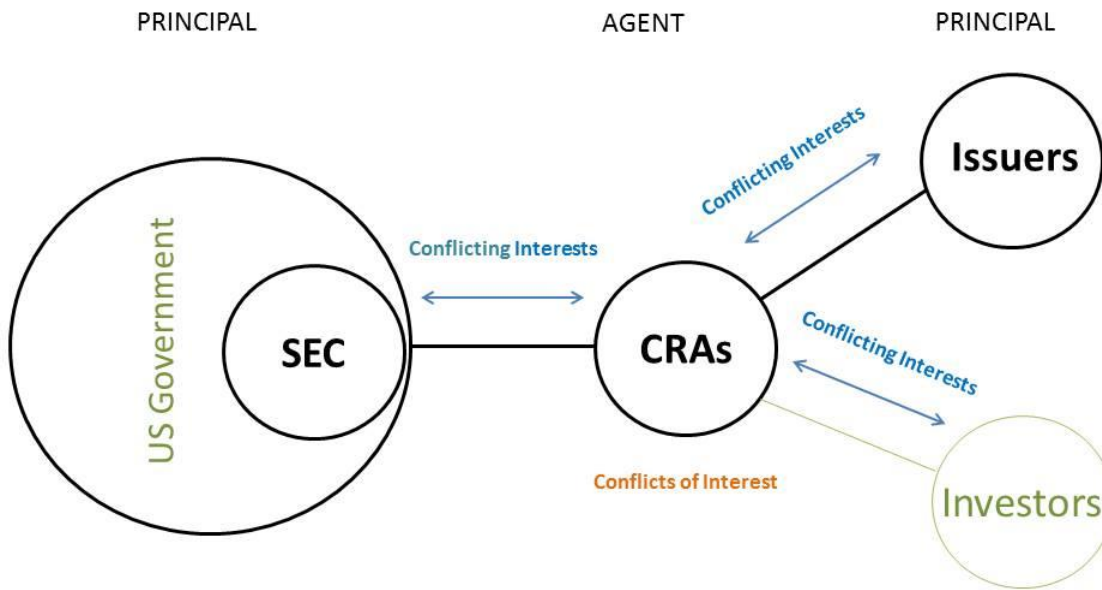 PRINCIPAL
AGENT
PRINCIPAL
US Government
SEC
Conflicting Interests
CRAs
Conflicting Interests
Issuers
Conflicting Interests
Investors
Conflicts of Interest